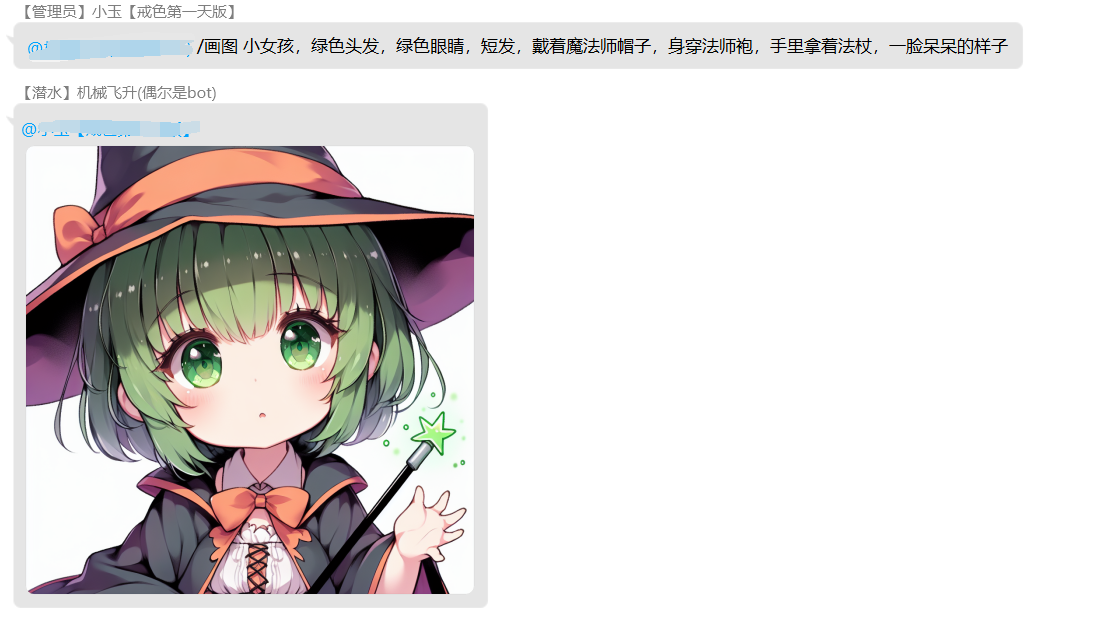 【管理员】小玉【戒色第一天版】
/画图 小女孩，绿色头发，绿色眼睛，短发，戴着魔法师帽子，身穿法师袍，手里拿着法杖，一脸呆呆的样子
【潜水】机械飞升(偶尔是bot)